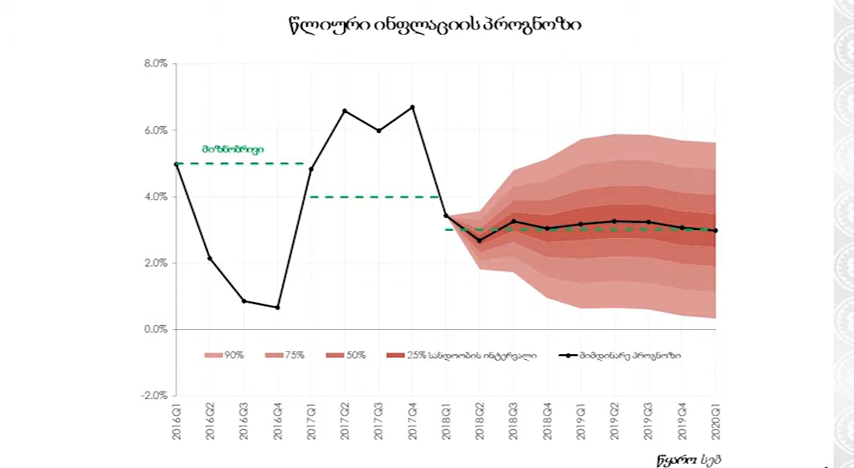 წლიური ინფლაციის პროგნოზი
8.0%
6.0%
მიზნობრივი
4.0%
2.0%
0.0%
90% 75% 50% 25% სანდოობის ინტერვალი მიმდინარე პროგნოზი
-2.0%
2016Q1 2016Q2 2016Q3 2016Q4 2017Q1 2017Q2 2017Q3 2017Q4 2018Q1 2018Q2 2018Q3 2018Q4 2019Q1 2019Q2 2019Q3 2019Q4 2020Q1
წყარო სებ